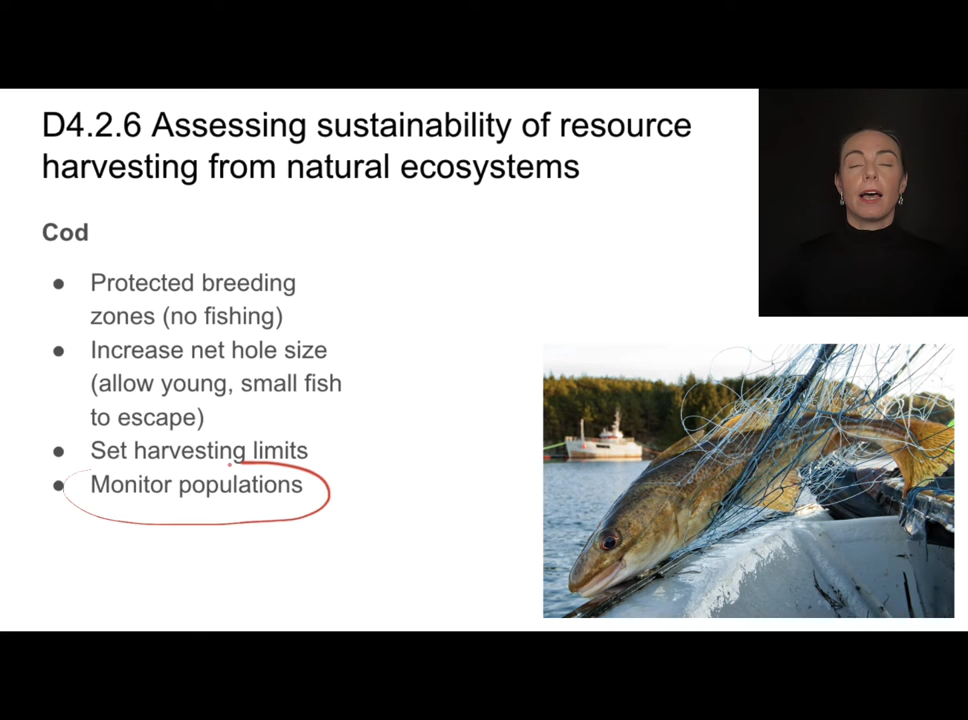 D4.2.6 Assessing sustainability of resource
harvesting from natural ecosystems
Cod
● Protected breeding
zones (no fishing)
● Increase net hole size
(allow young, small fish
to escape)
● Set harvesting limits
● Monitor populations